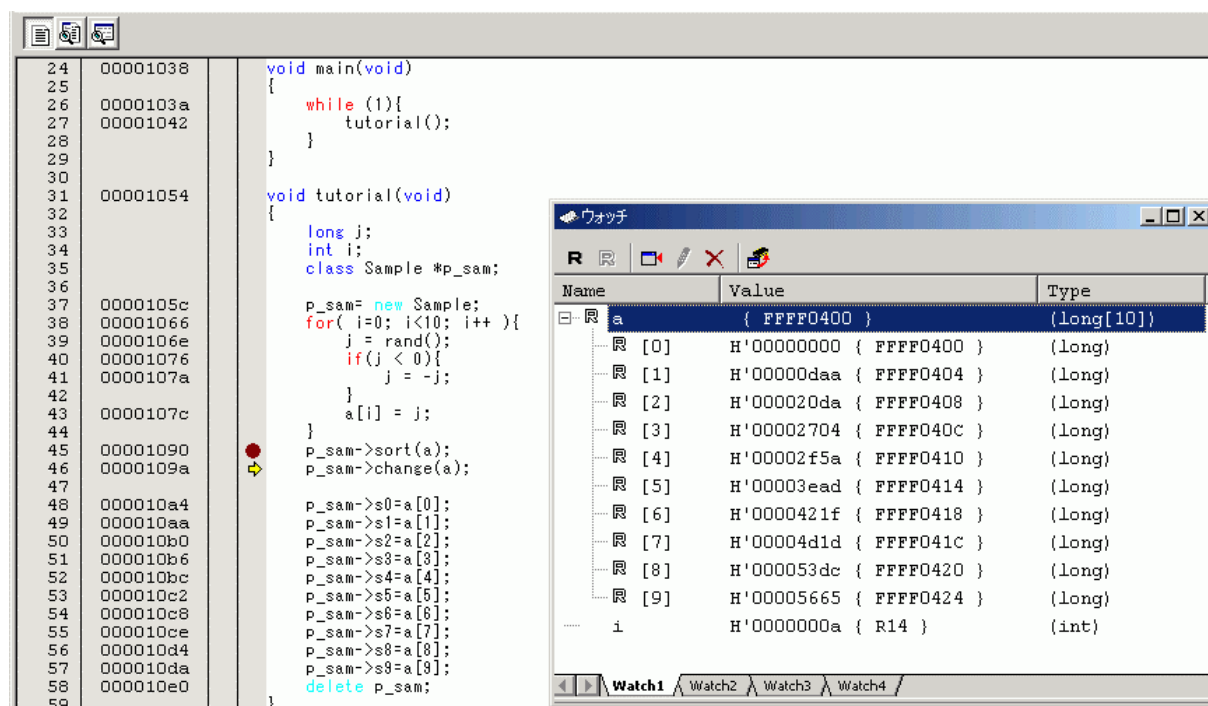 24 00001038 void main(void)
25 {
26 0000103a while (1){
27 00001042 tutorial();
28 }
29 }
30
31 00001054 void tutorial(void)
32 {
33 long j;
34 int i;
35 class Sample *p_sam;
36
37 0000105c p_sam= new Sample;
38 00001066 for( i=0; i<10; i++ ){
39 0000106e j = rand();
40 00001076 if(j < 0){
41 0000107a j = -j;
42 }
43 0000107c a[i] = j;
44 }
45 00001090 p_sam->sort(a);
46 0000109a p_sam->change(a);
47
48 000010a4 p_sam->s0=a[0];
49 000010aa p_sam->s1=a[1];
50 000010b0 p_sam->s2=a[2];
51 000010b6 p_sam->s3=a[3];
52 000010bc p_sam->s4=a[4];
53 000010c2 p_sam->s5=a[5];
54 000010c8 p_sam->s6=a[6];
55 000010ce p_sam->s7=a[7];
56 000010d4 p_sam->s8=a[8];
57 000010da p_sam->s9=a[9];
58 000010e0 delete p_sam;
59 }
ウォッチ
R R
Name Value Type
R a { FFFF0400 } (long[10])
R [0] H'00000000 { FFFF0400 } (long)
R [1] H'00000daa { FFFF0404 } (long)
R [2] H'000020da { FFFF0408 } (long)
R [3] H'00002704 { FFFF040C } (long)
R [4] H'00002f5a { FFFF0410 } (long)
R [5] H'00003ead { FFFF0414 } (long)
R [6] H'0000421f { FFFF0418 } (long)
R [7] H'00004d1d { FFFF041C } (long)
R [8] H'000053dc { FFFF0420 } (long)
R [9] H'00005665 { FFFF0424 } (long)
i H'0000000a { R14 } (int)
Watch1 Watch2 Watch3 Watch4